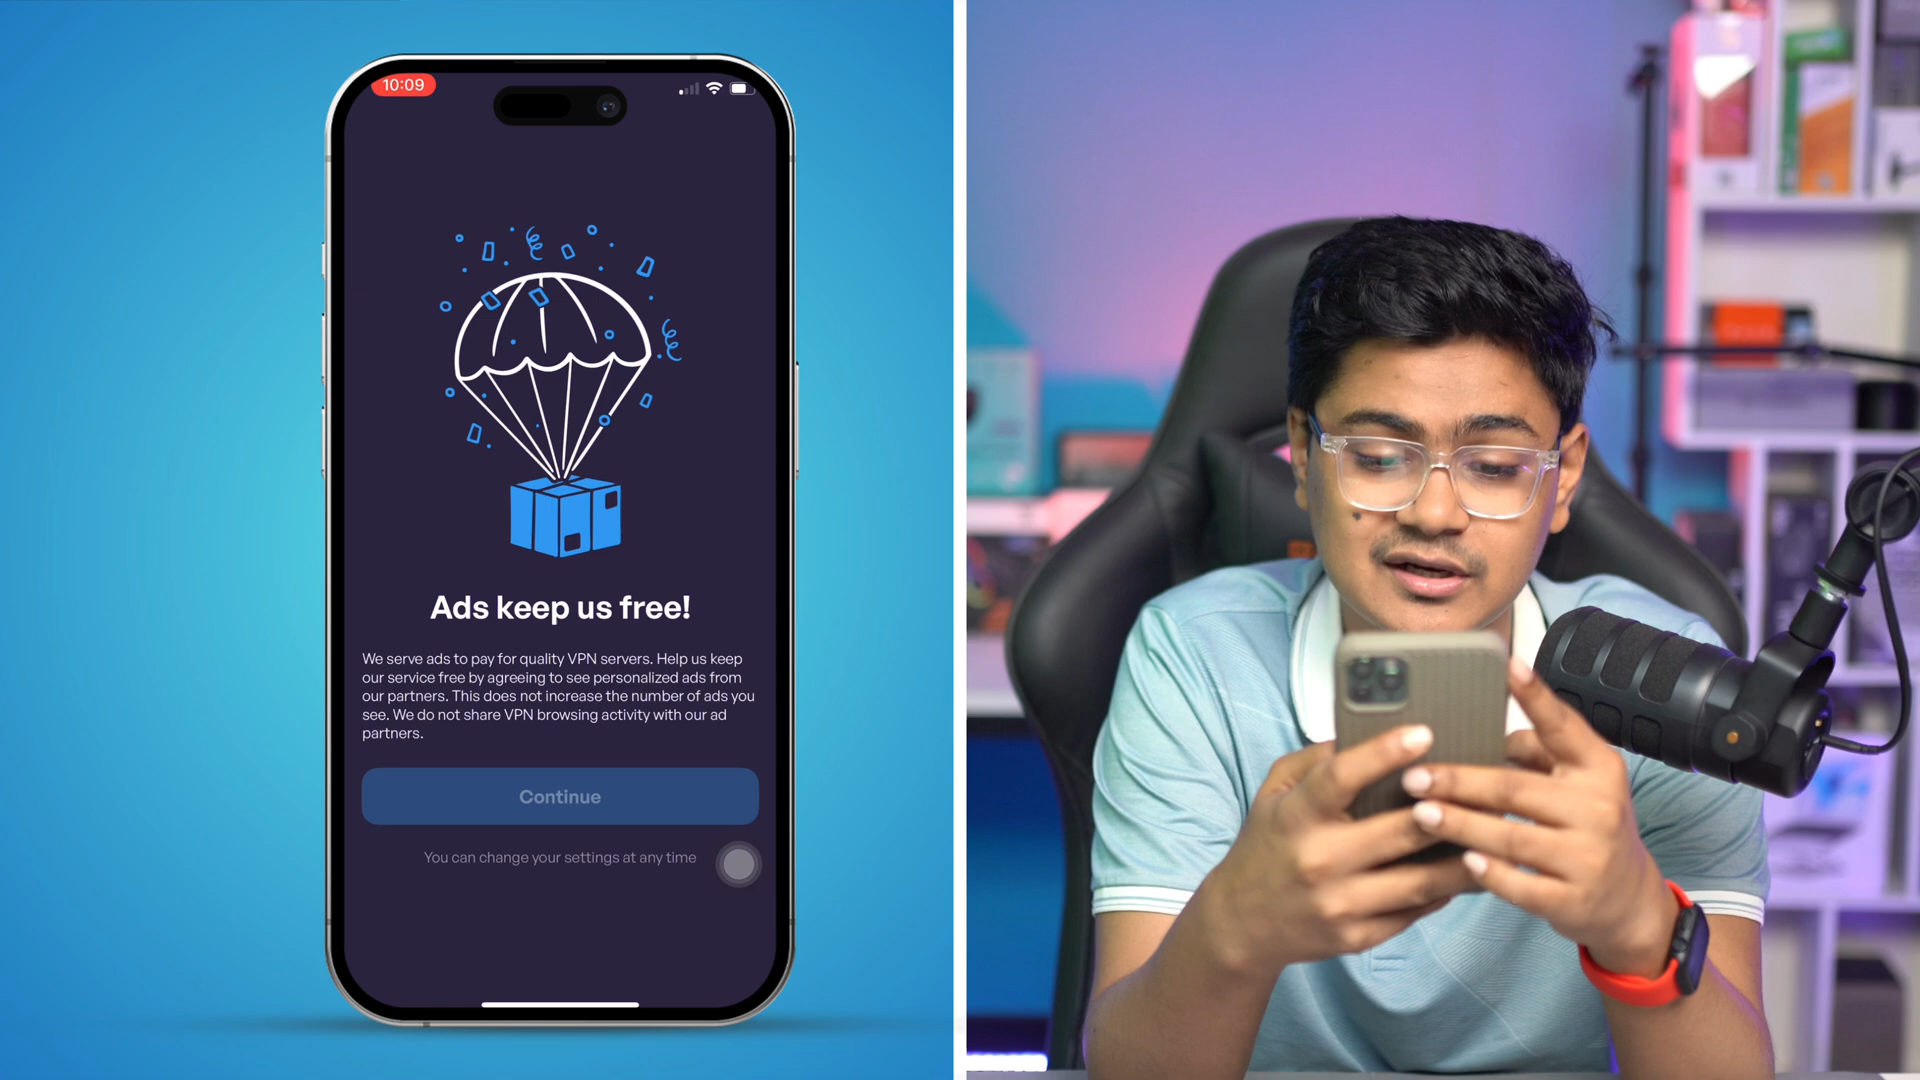 10:09
Ads keep us free!
We serve ads to pay for quality VPN servers. Help us keep
our service free by agreeing to see personalized ads from
our partners. This does not increase the number of ads you
see. We do not share VPN browsing activity with our ad
partners.
Continue
You can change your settings at any time